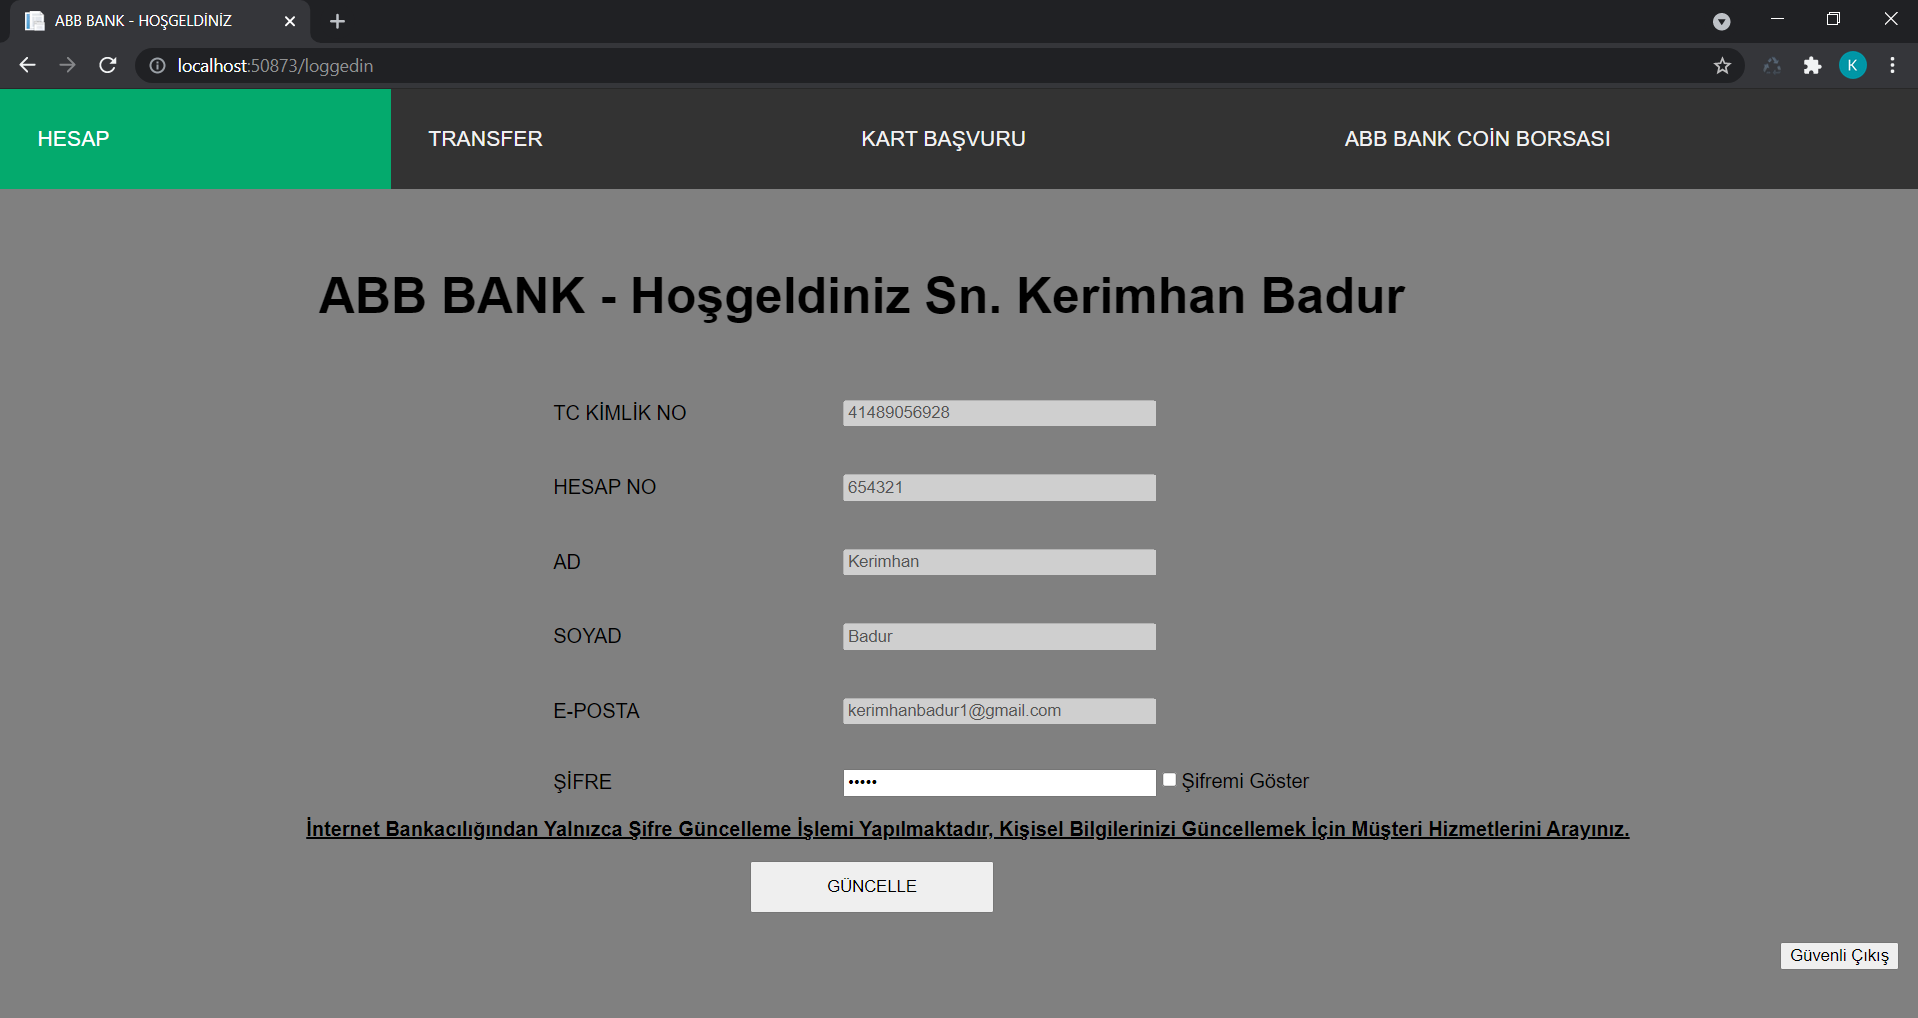 ABB BANK - HOŞGELDİNİZ
localhost:50873/loggedin
K
HESAP TRANSFER KART BAŞVURU ABB BANK COİN BORSASI
ABB BANK - Hoşgeldiniz Sn. Kerimhan Badur
TC KİMLİK NO 41489056928
HESAP NO 654321
AD Kerimhan
SOYAD Badur
E-POSTA kerimhanbadur1@gmail.com
ŞİFRE ••••• Şifremi Göster
İnternet Bankacılığından Yalnızca Şifre Güncelleme İşlemi Yapılmaktadır, Kişisel Bilgilerinizi Güncellemek İçin Müşteri Hizmetlerini Arayınız.
GÜNCELLE
Güvenli Çıkış